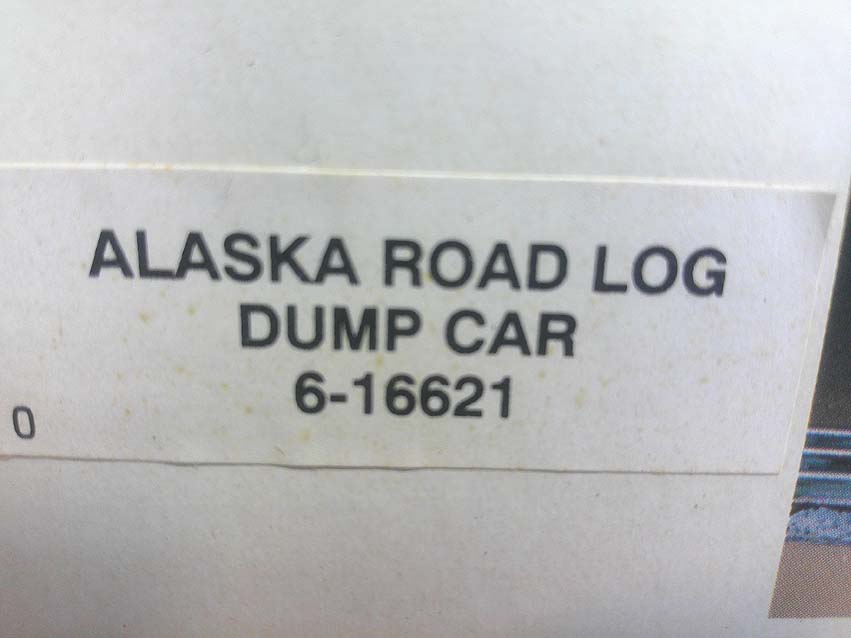 ALASKA ROAD LOG
DUMP CAR
6-16621
0